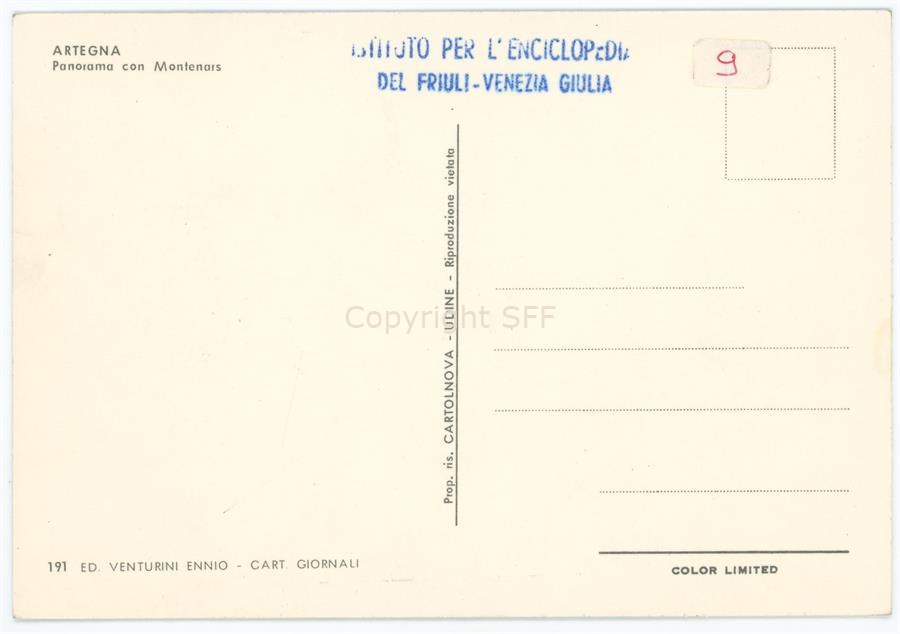 ARTEGNA
Panorama con Montenars
ISTITUTO PER L'ENCICLOPEDIA
DEL FRIULI-VENEZIA GIULIA
9
Prop. ris. CARTOLNOVA - UDINE - Riproduzione vietata
Copyright SFF
191 ED. VENTURINI ENNIO - CART. GIORNALI
COLOR LIMITED